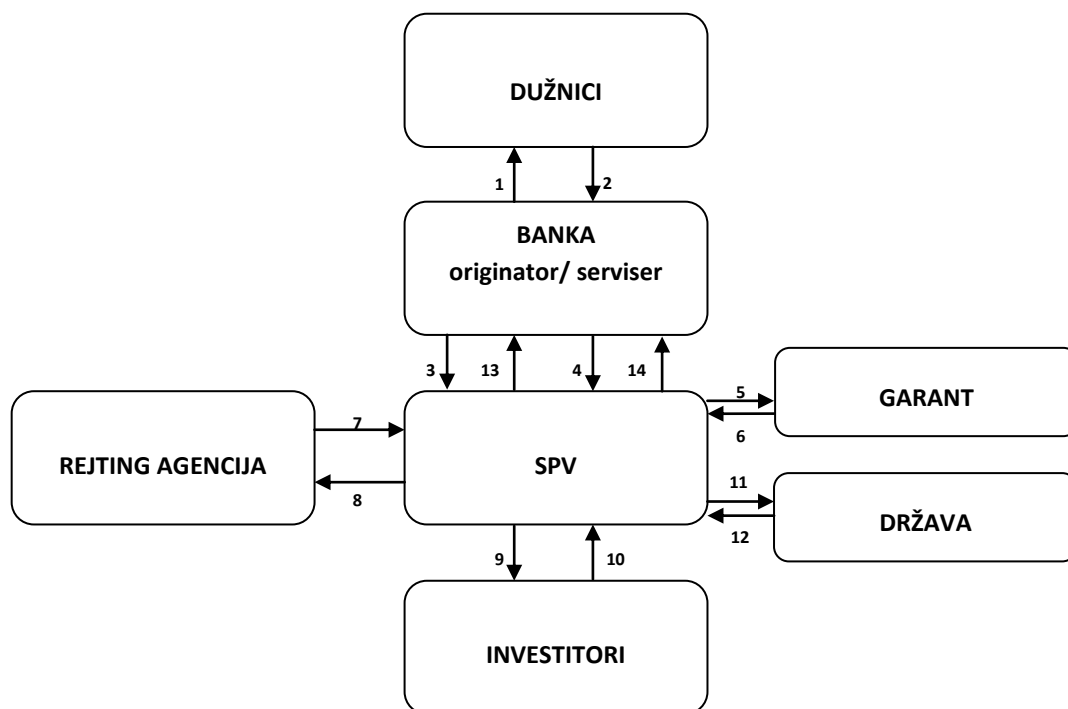 DUŽNICI
1
2
BANKA
originator/ serviser
3
13
4
14
5
GARANT
6
7
REJTING AGENCIJA
SPV
8
11
DRŽAVA
12
9
10
INVESTITORI